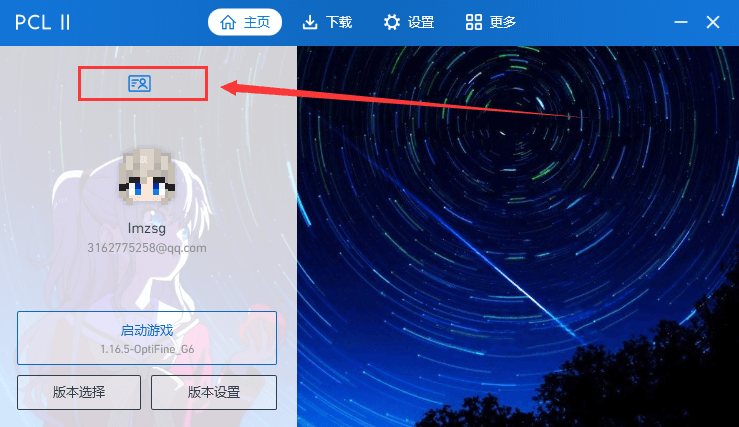 PCL II
主页
下载
设置
更多
lmzsg
3162775258@qq.com
启动游戏
1.16.5-OptiFine_G6
版本选择
版本设置